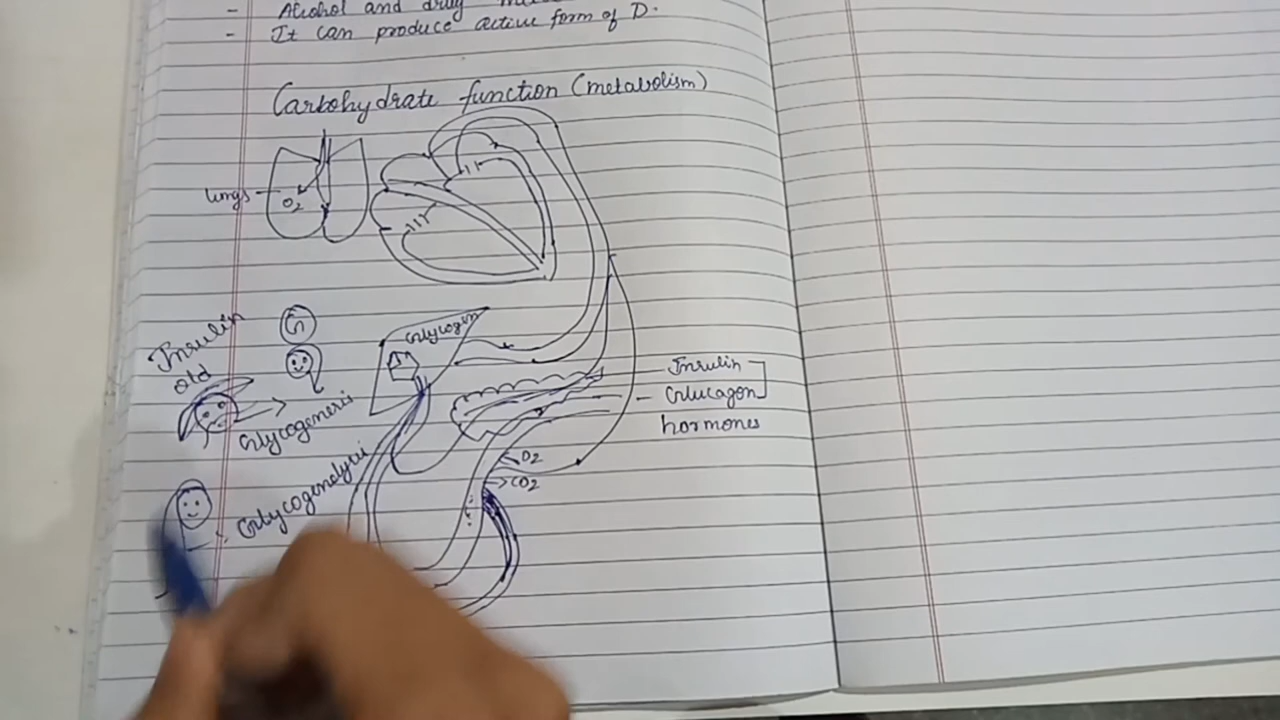 - Alcohol and drug
- It can produce active form of D.
Carbohydrate function (metabolism)
lungs
O2
Insulin
old
G
Glycogen
Glycogenesis
Insulin
Glucagon
hormones
O2
CO2